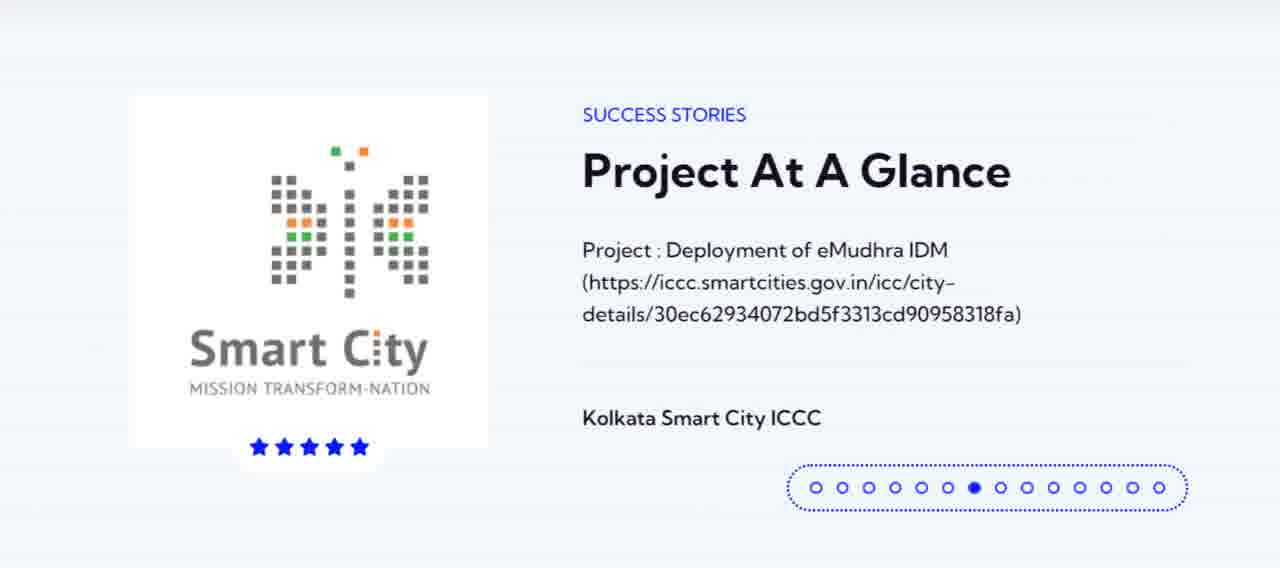 SUCCESS STORIES
Project At A Glance
Project : Deployment of eMudhra IDM
(https://iccc.smartcities.gov.in/icc/city-
details/30ec62934072bd5f3313cd90958318fa)
Kolkata Smart City ICCC
Smart City
MISSION TRANSFORM-NATION